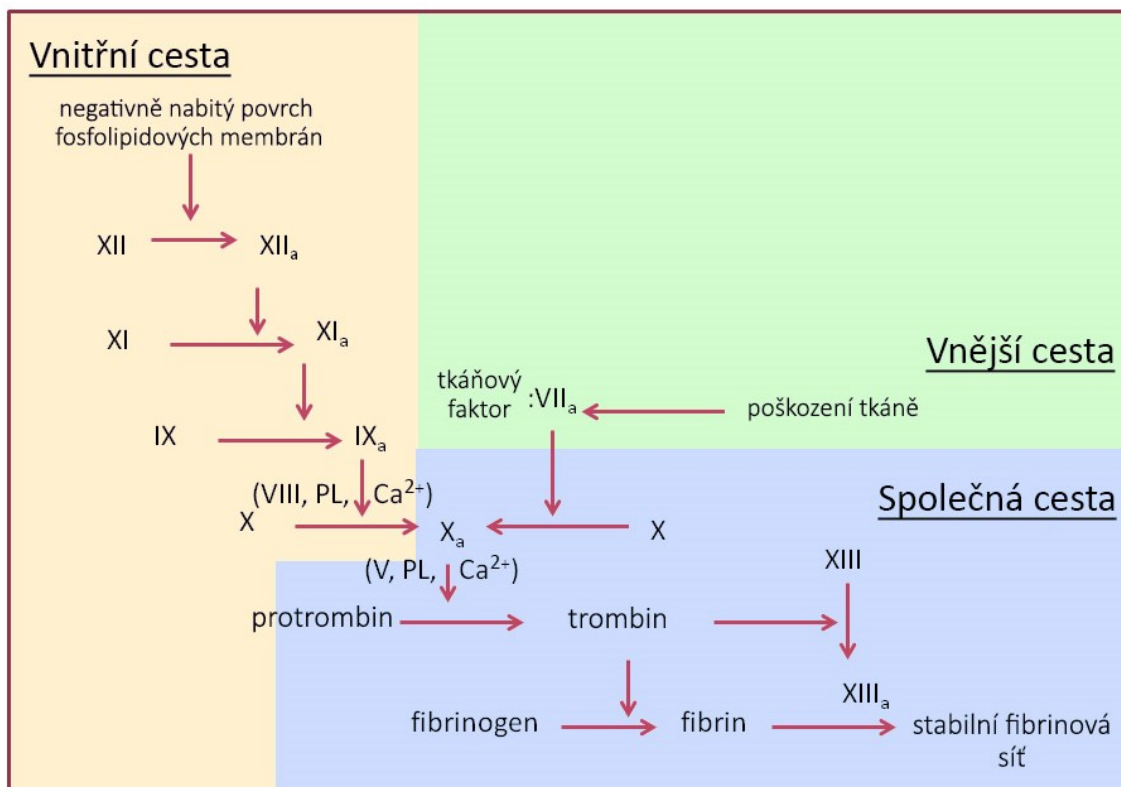 Vnitřní cesta
negativně nabitý povrch
fosfolipidových membrán
XII XIIa
XI XIa
IX IXa
Vnější cesta
tkáňový
faktor :VIIa
poškození tkáně
Společná cesta
(VIII, PL, Ca²⁺)
X Xa X
(V, PL, Ca²⁺)
XIII
protrombin trombin
XIIIa
fibrinogen fibrin stabilní fibrinová
síť